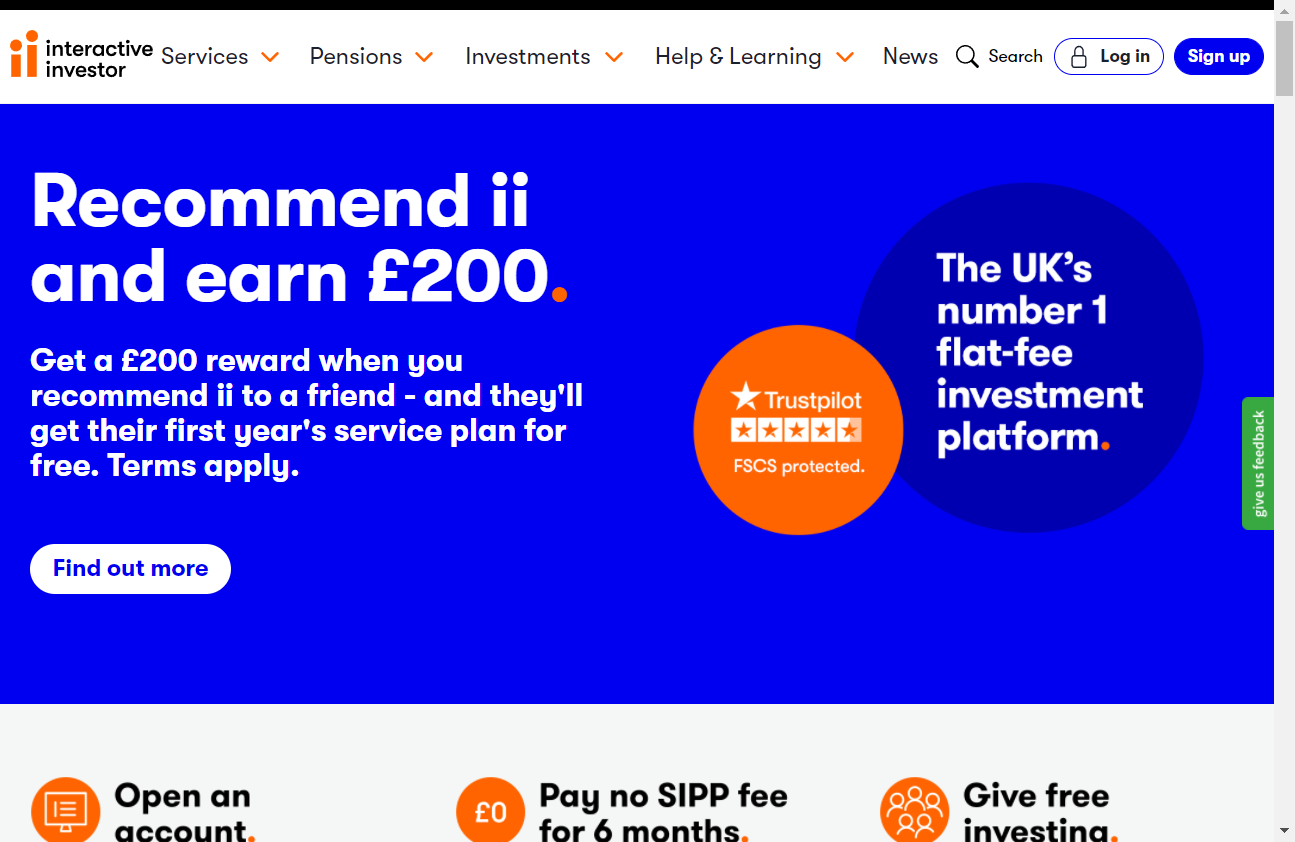 interactive
investor
Services
Pensions
Investments
Help & Learning
News
Search
Log in
Sign up
Recommend ii
and earn £200.
Get a £200 reward when you
recommend ii to a friend - and they'll
get their first year's service plan for
free. Terms apply.
Find out more
Trustpilot
FSCS protected.
The UK's
number 1
flat-fee
investment
platform.
give us feedback
Open an
account.
£0
Pay no SIPP fee
for 6 months.
Give free
investing.